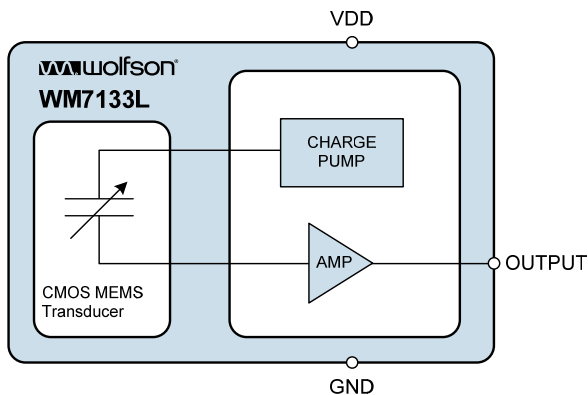 VDD
wolfson®
WM7133L
CHARGE
PUMP
AMP
OUTPUT
CMOS MEMS
Transducer
GND